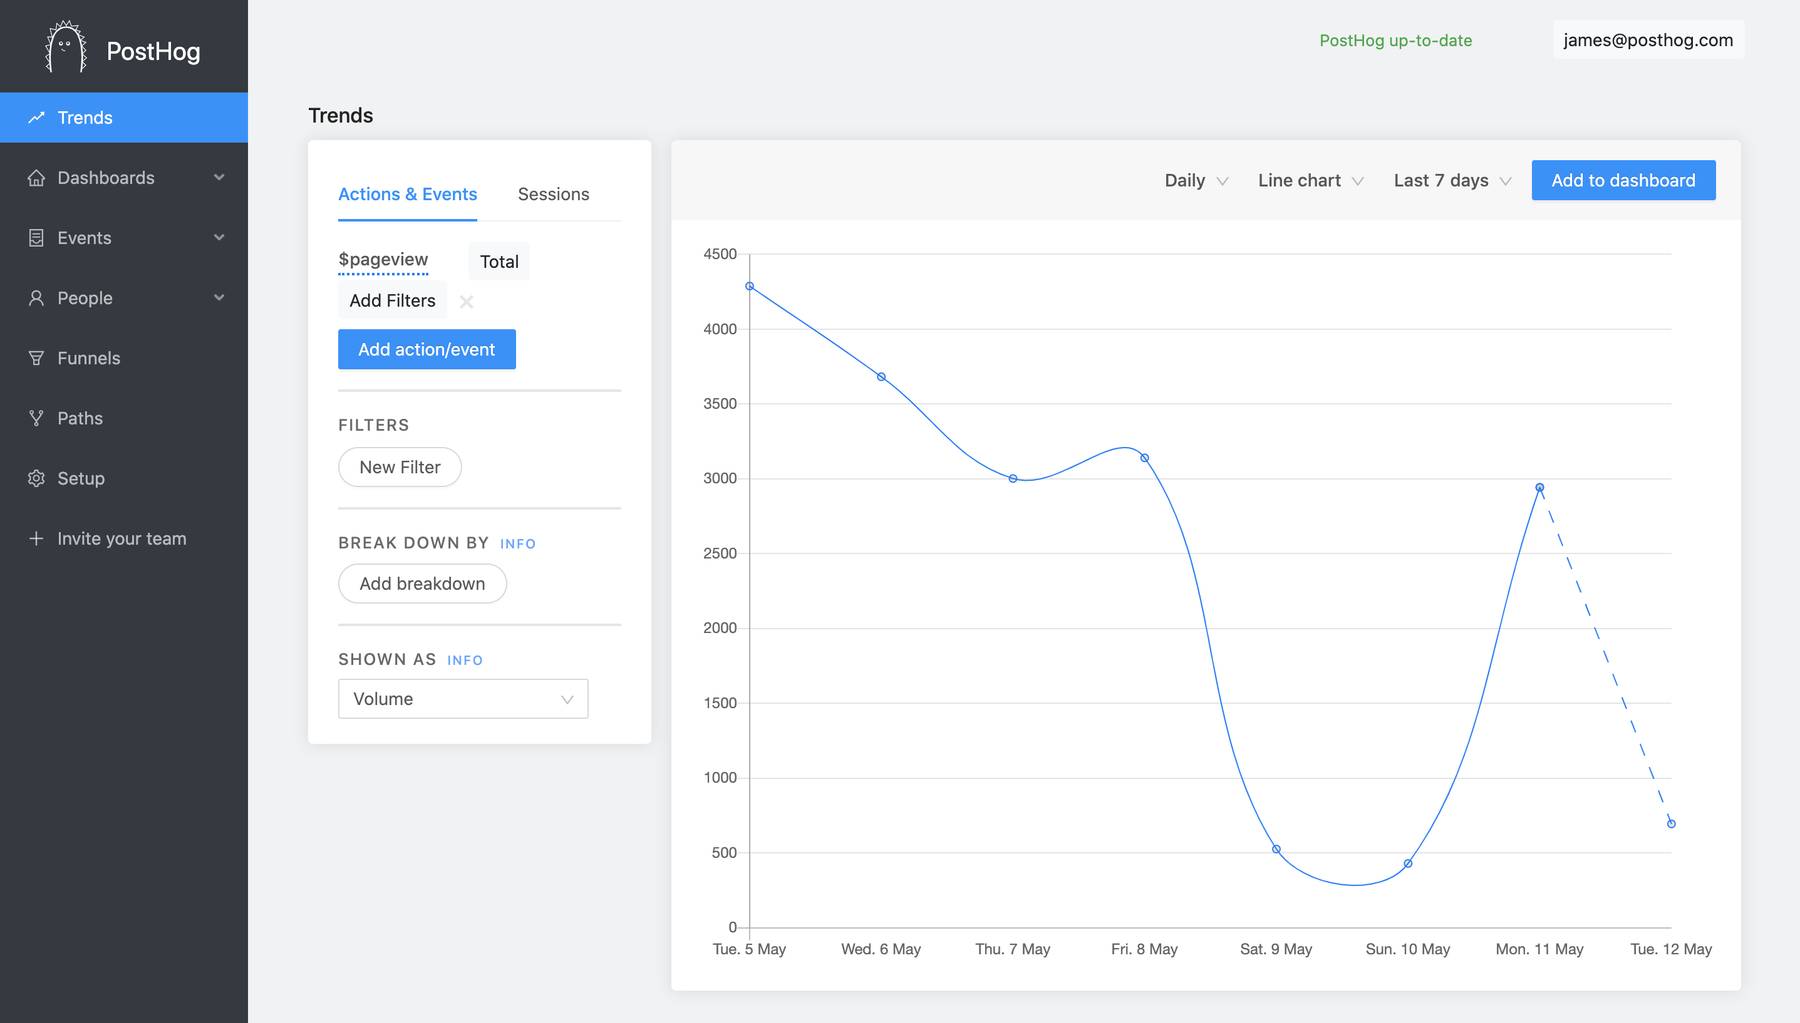 PostHog
Trends
Dashboards
Events
People
Funnels
Paths
Setup
Invite your team
PostHog up-to-date
james@posthog.com
Trends
Actions & Events
Sessions
$pageview
Total
Add Filters
Add action/event
FILTERS
New Filter
BREAK DOWN BY INFO
Add breakdown
SHOWN AS INFO
Volume
Daily
Line chart
Last 7 days
Add to dashboard
4500
4000
3500
3000
2500
2000
1500
1000
500
0
Tue. 5 May
Wed. 6 May
Thu. 7 May
Fri. 8 May
Sat. 9 May
Sun. 10 May
Mon. 11 May
Tue. 12 May